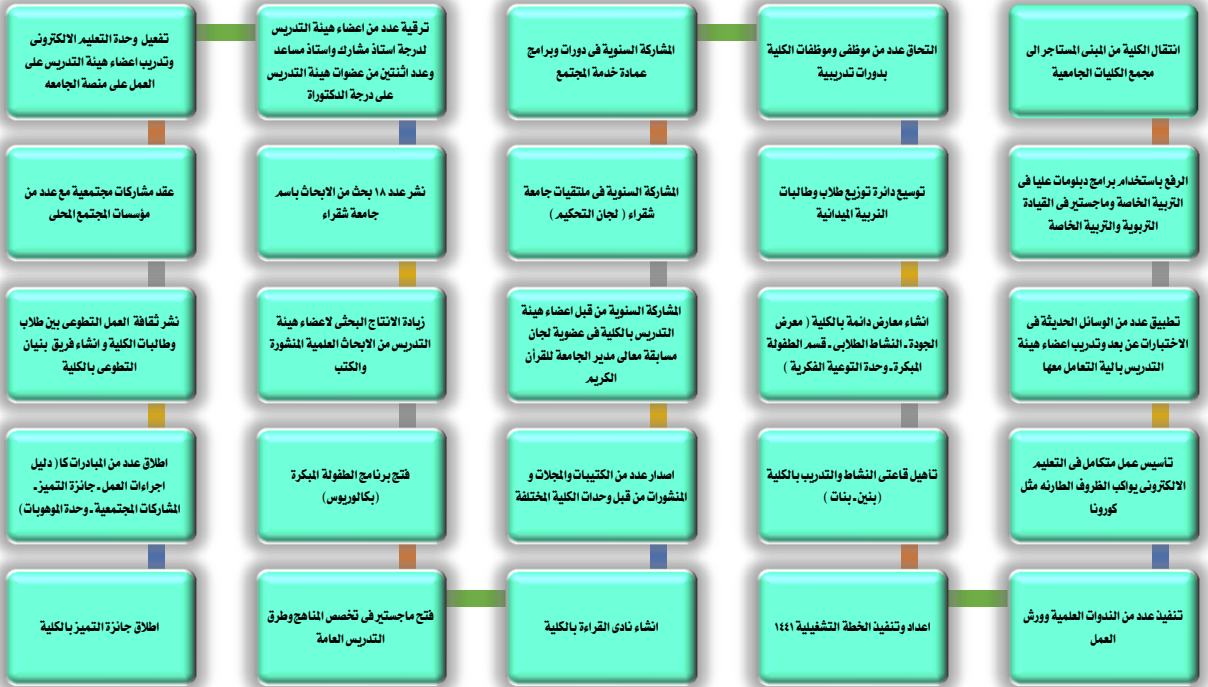 انتقال الكلية من المبنى المستاجر الى
مجمع الكليات الجامعية
الرفع باستخدام برامج دبلومات عليا فى
التربية الخاصة وماجستير فى القيادة
التربوية والتربية الخاصة
تطبيق عدد من الوسائل الحديثة فى
الاختبارات عن بعد وتدريب اعضاء هيئة
التدريس بالية التعامل معها
تاسيس عمل متكامل فى التعليم
الالكترونى يواكب الظروف الطارئه مثل
كورونا
تنفيذ عدد من الندوات العلمية وورش
العمل
اعداد وتنفيذ الخطة التشغيلية ١٤٤١
تاهيل قاعتى النشاط والتدريب بالكلية
(بنين ـ بنات )
انشاء معارض دائمة بالكلية ( معرض
الجودة ـ النشاط الطلابى ـ قسم الطفولة
المبكرة ـ وحدة التوعية الفكرية )
توسيع دائرة توزيع طلاب وطالبات
التربية الميدانية
التحاق عدد من موظفى وموظفات الكلية
بدورات تدريبية
المشاركة السنوية فى دورات وبرامج
عمادة خدمة المجتمع
المشاركة السنوية فى ملتقيات جامعة
شقراء ( لجان التحكيم )
المشاركة السنوية من قبل اعضاء هيئة
التدريس بالكلية فى عضوية لجان
مسابقة معالى مدير الجامعة للقرأن
الكريم
اصدار عدد من الكتيبات والمجلات و
المنشورات من قبل وحدات الكلية المختلفة
انشاء نادى القراءة بالكلية
فتح ماجستير فى تخصص المناهج وطرق
التدريس العامة
فتح برنامج الطفولة المبكرة
(بكالوريوس)
زيادة الانتاج البحثى لاعضاء هيئة
التدريس من الابحاث العلمية المنشورة
والكتب
نشر عدد ١٨ بحث من الابحاث باسم
جامعة شقراء
ترقية عدد من اعضاء هيئة التدريس
لدرجة استاذ مشارك واستاذ مساعد
وعدد اثنتين من عضوات هيئة التدريس
على درجة الدكتوراة
تفعيل وحدة التعليم الالكترونى
وتدريب اعضاء هيئة التدريس على
العمل على منصة الجامعه
عقد مشاركات مجتمعية مع عدد من
مؤسسات المجتمع المحلى
نشر ثقافة العمل التطوعى بين طلاب
وطالبات الكلية و انشاء فريق بنيان
التطوعى بالكلية
اطلاق عدد من المبادرات كا( دليل
اجراءات العمل ـ جائزة التميز ـ
المشاركات المجتمعية ـ وحدة الموهوبات)
اطلاق جائزة التميز بالكلية